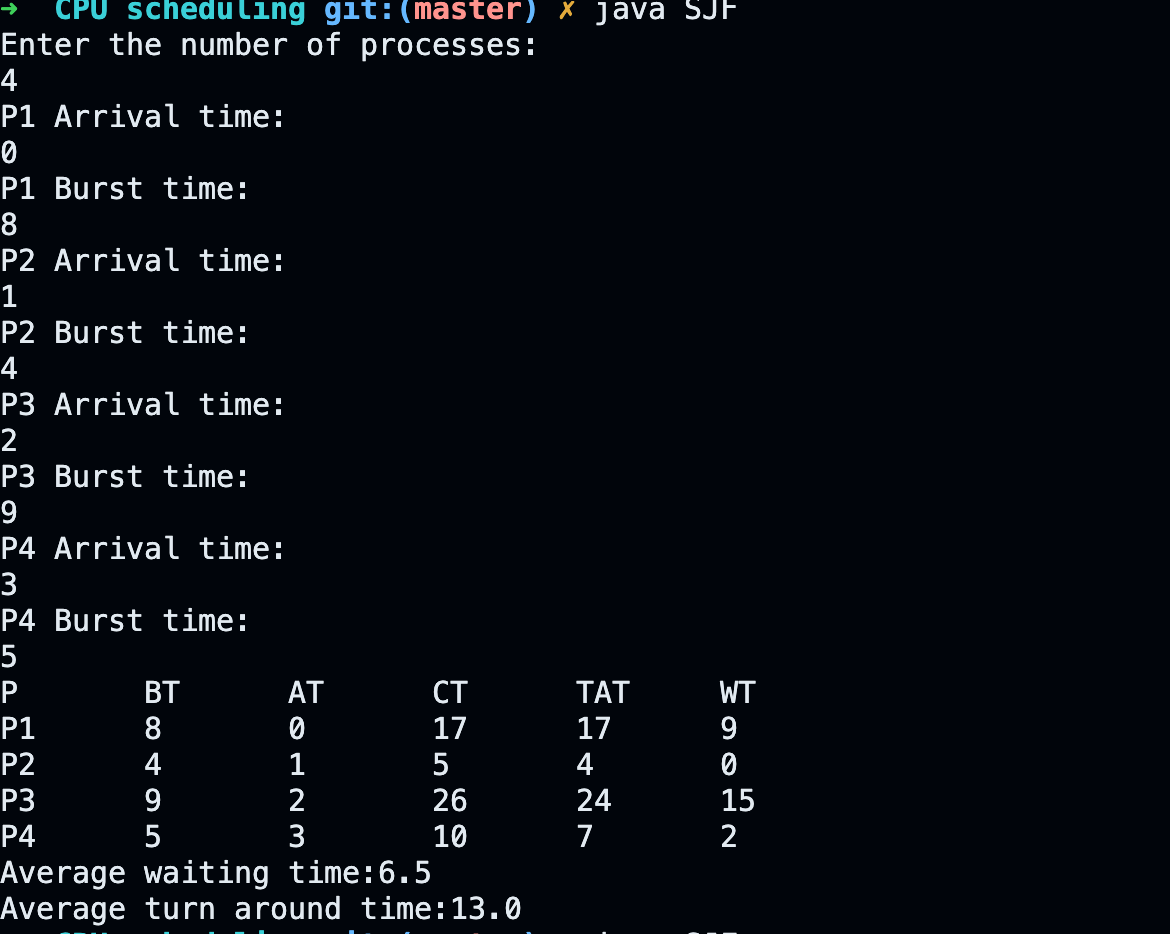 → CPU scheduling git:(master) ✗ java SJF
Enter the number of processes:
4
P1 Arrival time:
0
P1 Burst time:
8
P2 Arrival time:
1
P2 Burst time:
4
P3 Arrival time:
2
P3 Burst time:
9
P4 Arrival time:
3
P4 Burst time:
5
P BT AT CT TAT WT
P1 8 0 17 17 9
P2 4 1 5 4 0
P3 9 2 26 24 15
P4 5 3 10 7 2
Average waiting time:6.5
Average turn around time:13.0